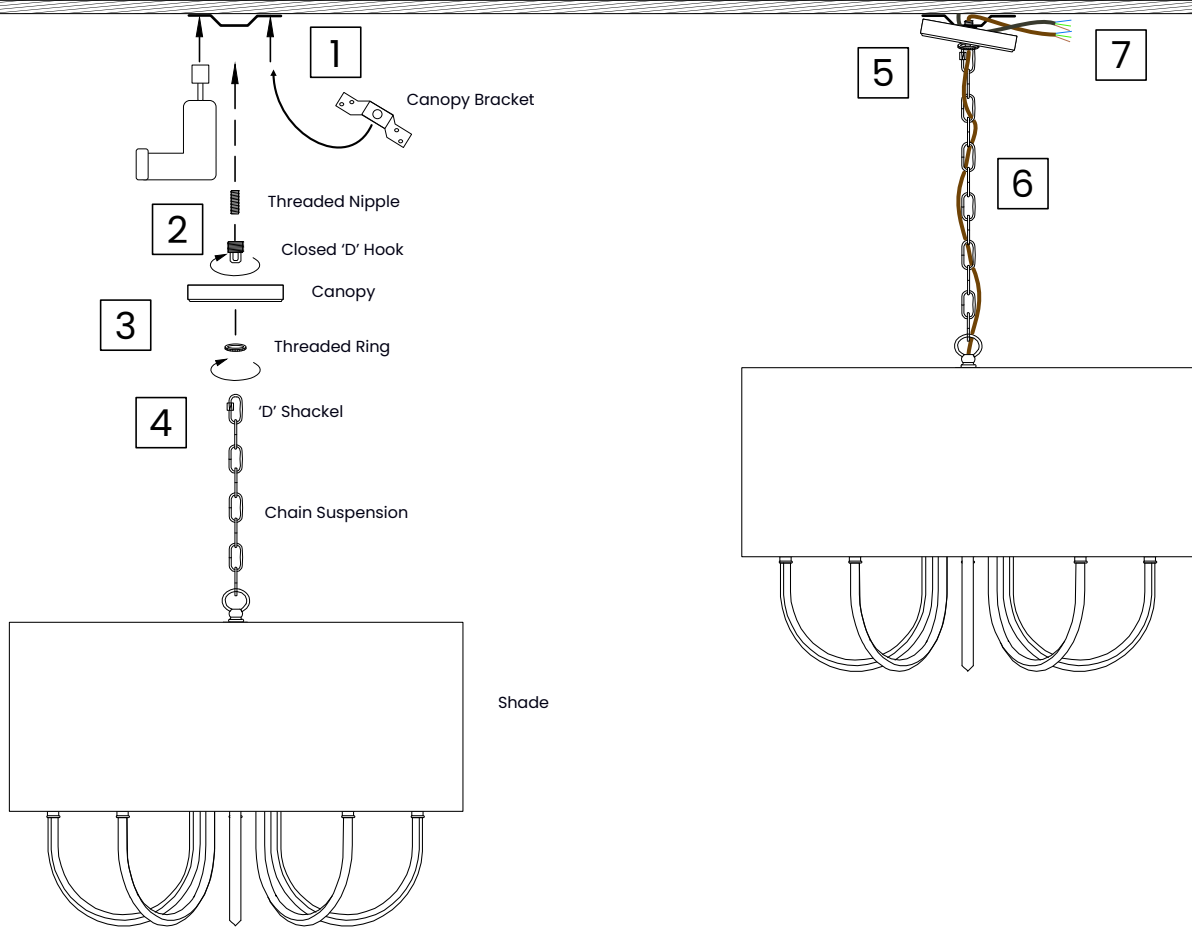 1
Canopy Bracket
2
Threaded Nipple
Closed ‘D’ Hook
Canopy
3
Threaded Ring
4
‘D’ Shackel
Chain Suspension
Shade
5
7
6